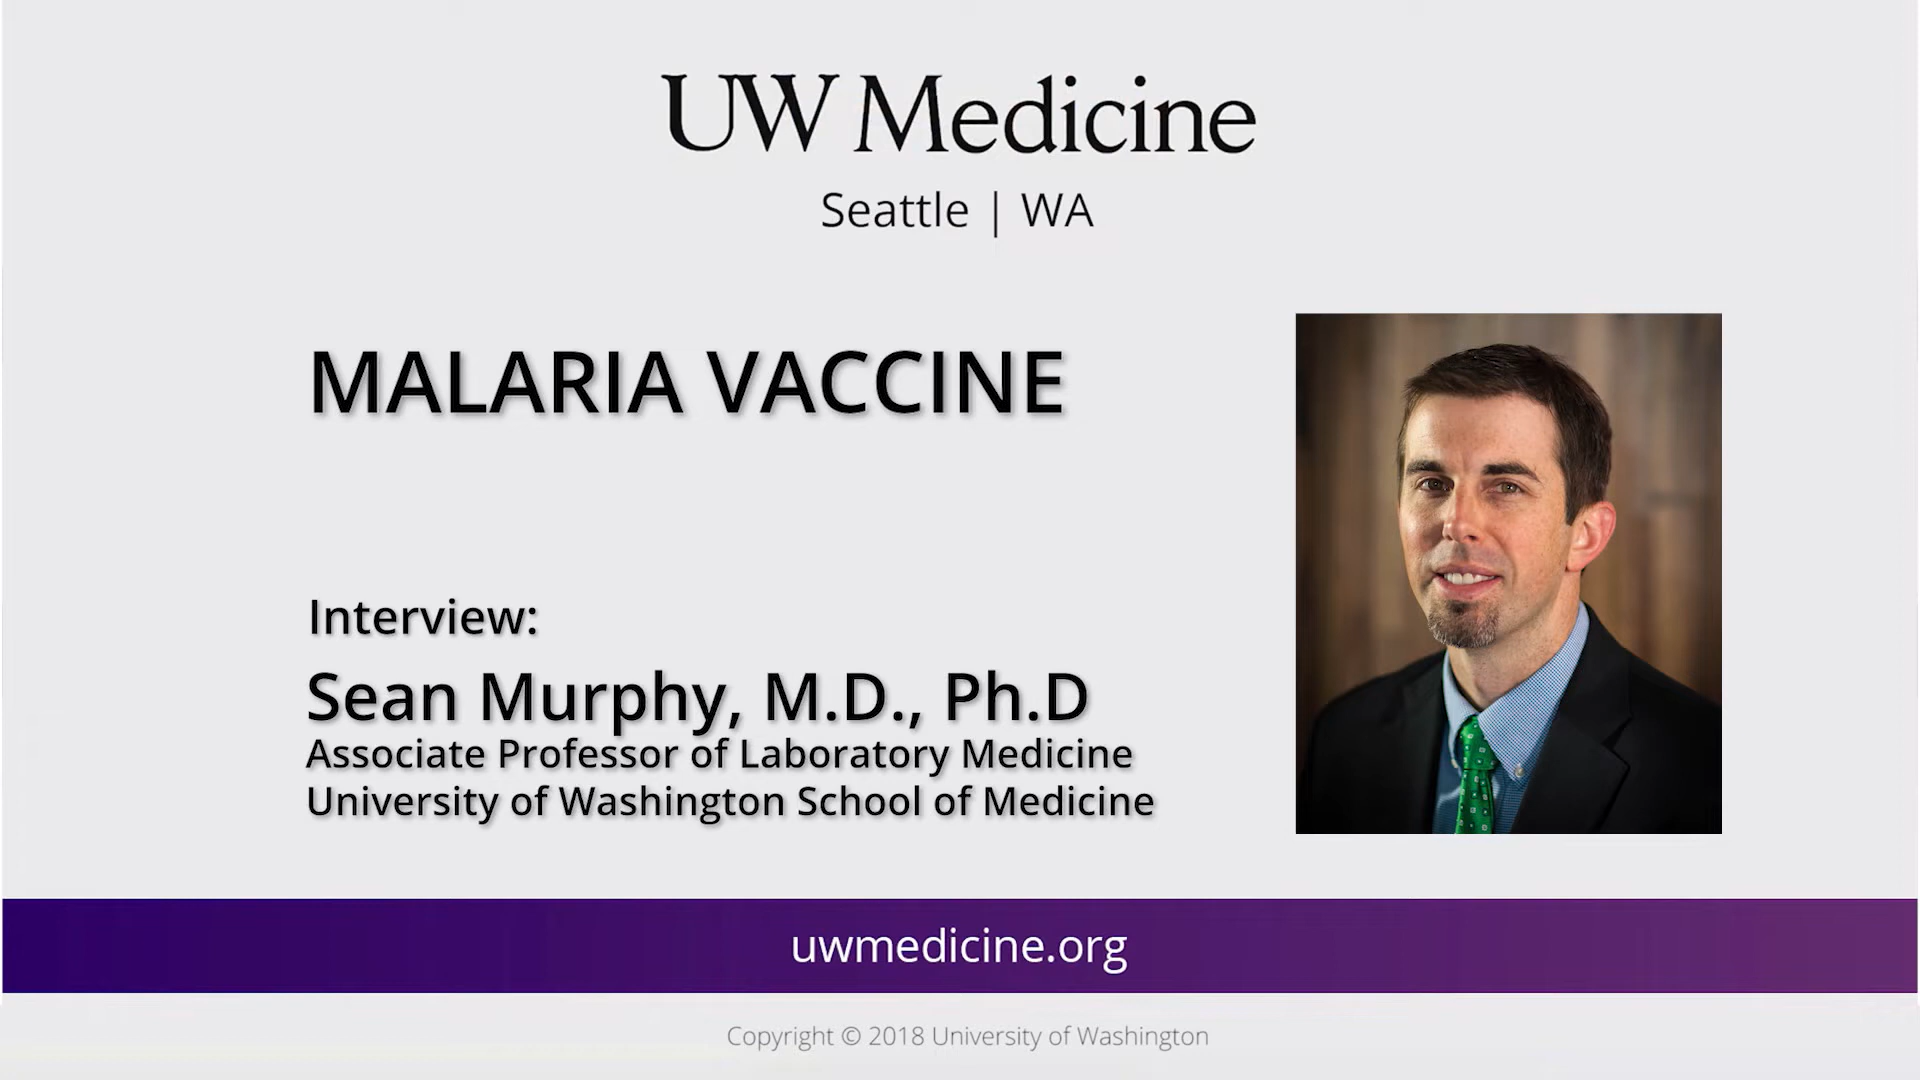 UW Medicine
Seattle | WA
MALARIA VACCINE
Interview:
Sean Murphy, M.D., Ph.D
Associate Professor of Laboratory Medicine
University of Washington School of Medicine
uwmedicine.org
Copyright © 2018 University of Washington